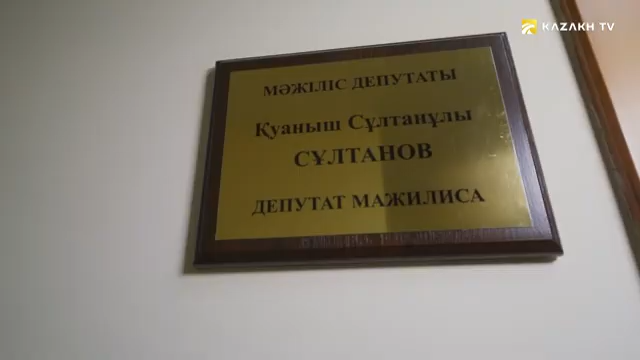 KAZAKH TV
МӘЖІЛІС ДЕПУТАТЫ
Қуаныш Сұлтанұлы
СҰЛТАНОВ
ДЕПУТАТ МАЖИЛИСА